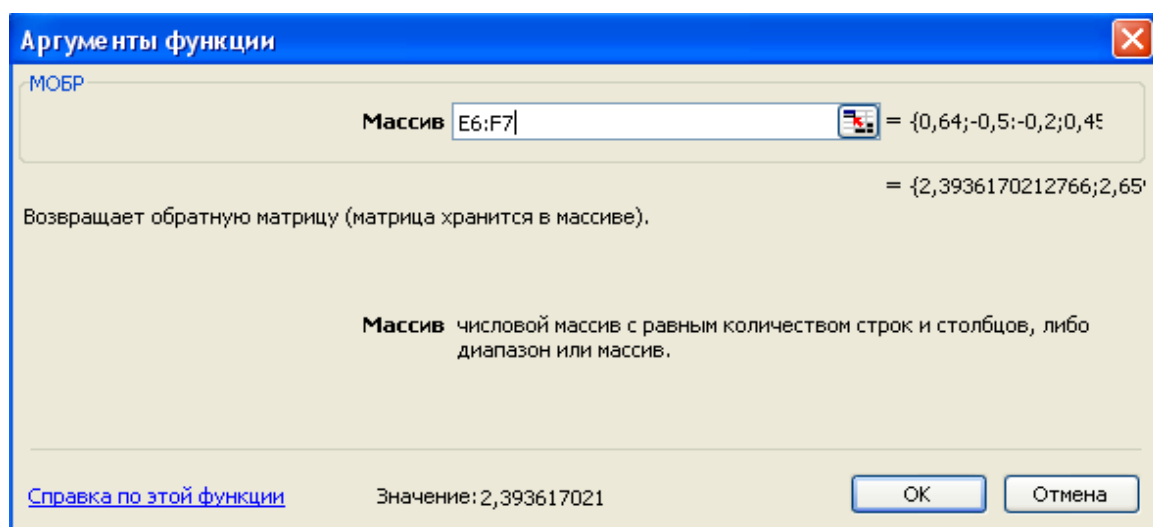 Аргументы функции
МОБР
Массив E6:F7 = {0,64;-0,5:-0,2;0,45
= {2,3936170212766;2,65
Возвращает обратную матрицу (матрица хранится в массиве).
Массив числовой массив с равным количеством строк и столбцов, либо
диапазон или массив.
Справка по этой функции Значение:2,393617021 OK Отмена